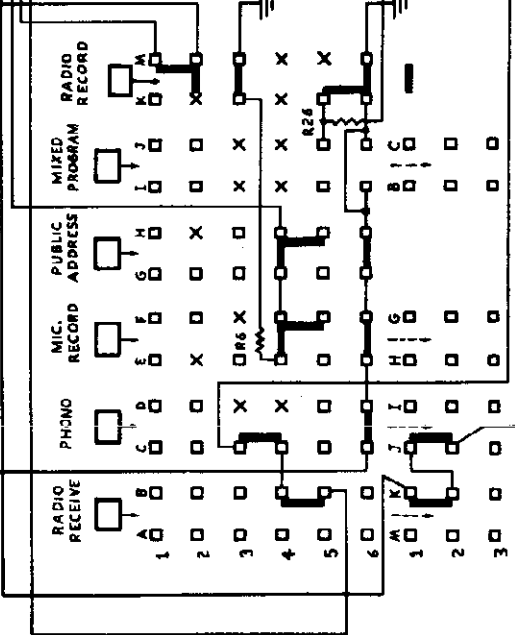 RADIO RECEIVE
PHONO
MIC. RECORD
PUBLIC ADDRESS
MIXED PROGRAM
RADIO RECORD
A B C D E F G H I J K M
1
2
3 R6
4
R26
5
6
M K J I H G B C
1
2
3